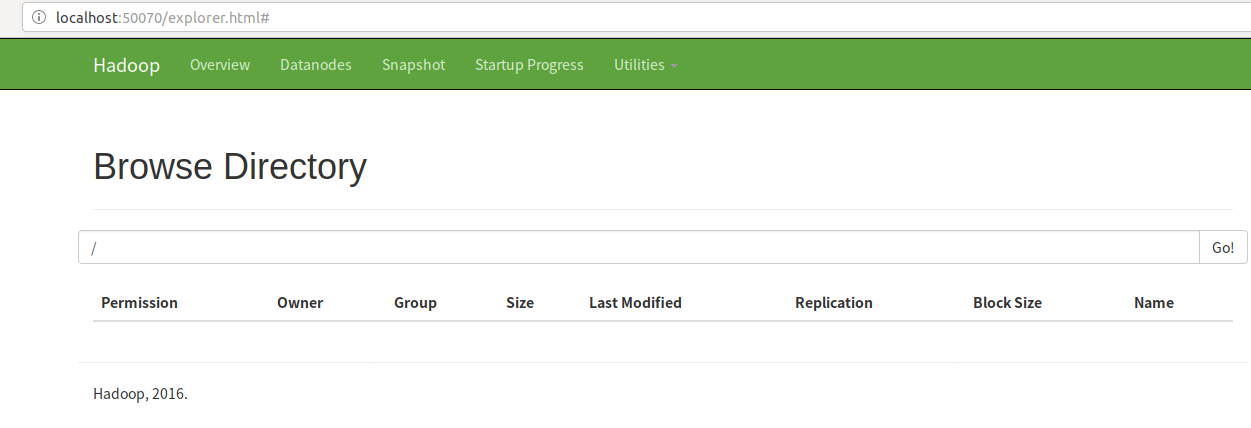 localhost:50070/explorer.html#
Hadoop Overview Datanodes Snapshot Startup Progress Utilities
Browse Directory
/ Go!
Permission Owner Group Size Last Modified Replication Block Size Name
Hadoop, 2016.